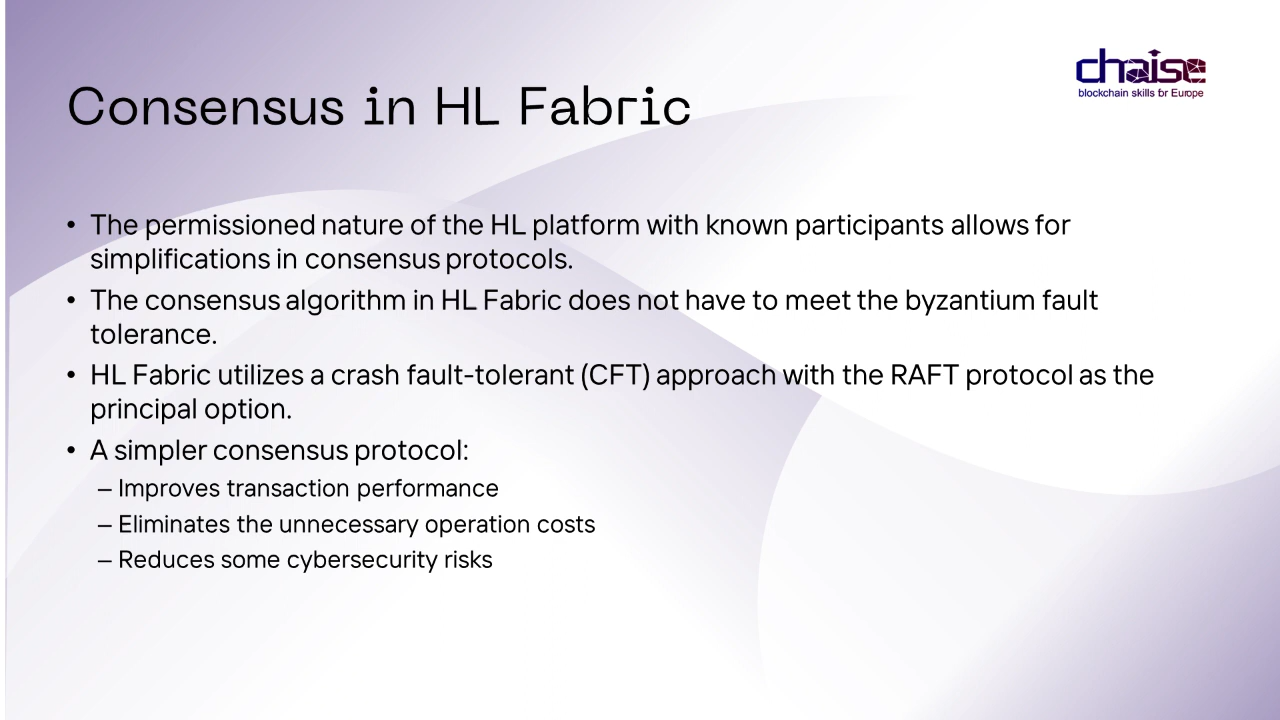 chaise
blockchain skills for Europe
Consensus in HL Fabric
• The permissioned nature of the HL platform with known participants allows for
simplifications in consensus protocols.
• The consensus algorithm in HL Fabric does not have to meet the byzantium fault
tolerance.
• HL Fabric utilizes a crash fault-tolerant (CFT) approach with the RAFT protocol as the
principal option.
• A simpler consensus protocol:
– Improves transaction performance
– Eliminates the unnecessary operation costs
– Reduces some cybersecurity risks